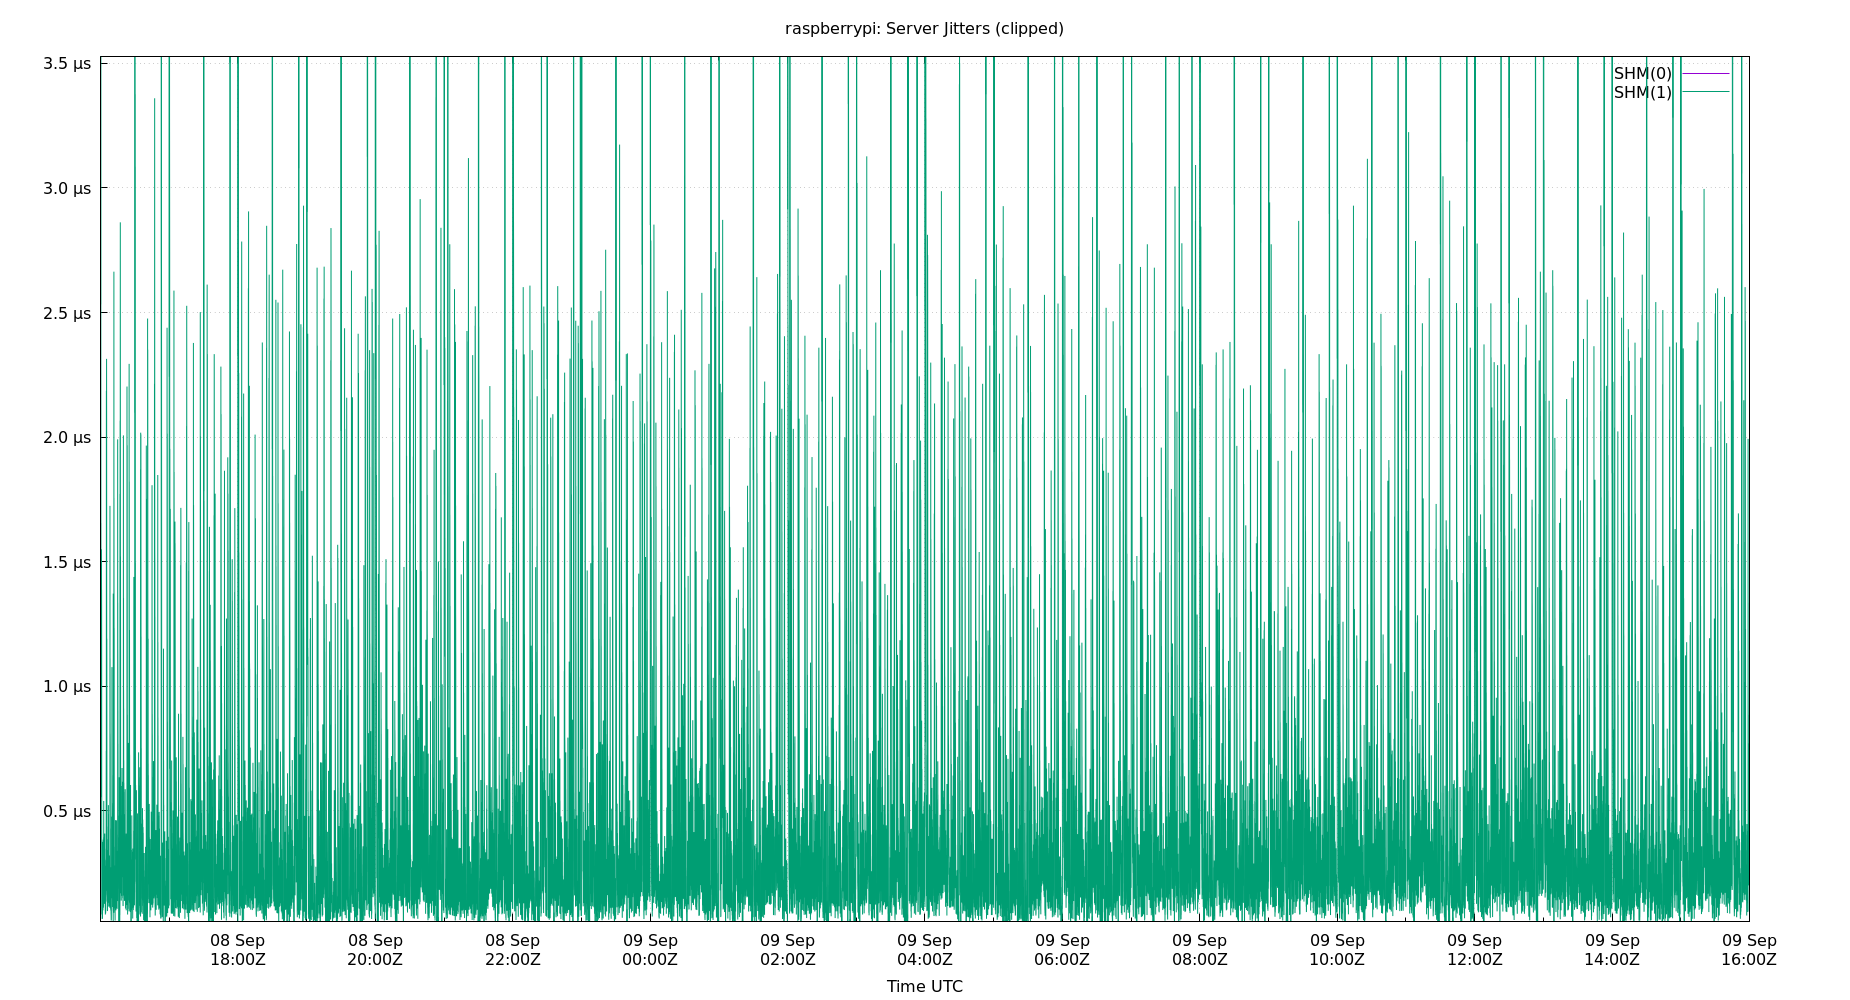 raspberrypi: Server Jitters (clipped)
3.5 µs
3.0 µs
2.5 µs
2.0 µs
1.5 µs
1.0 µs
0.5 µs
SHM(0)
SHM(1)
08 Sep 08 Sep 08 Sep 09 Sep 09 Sep 09 Sep 09 Sep 09 Sep 09 Sep 09 Sep 09 Sep 09 Sep
18:00Z 20:00Z 22:00Z 00:00Z 02:00Z 04:00Z 06:00Z 08:00Z 10:00Z 12:00Z 14:00Z 16:00Z
Time UTC